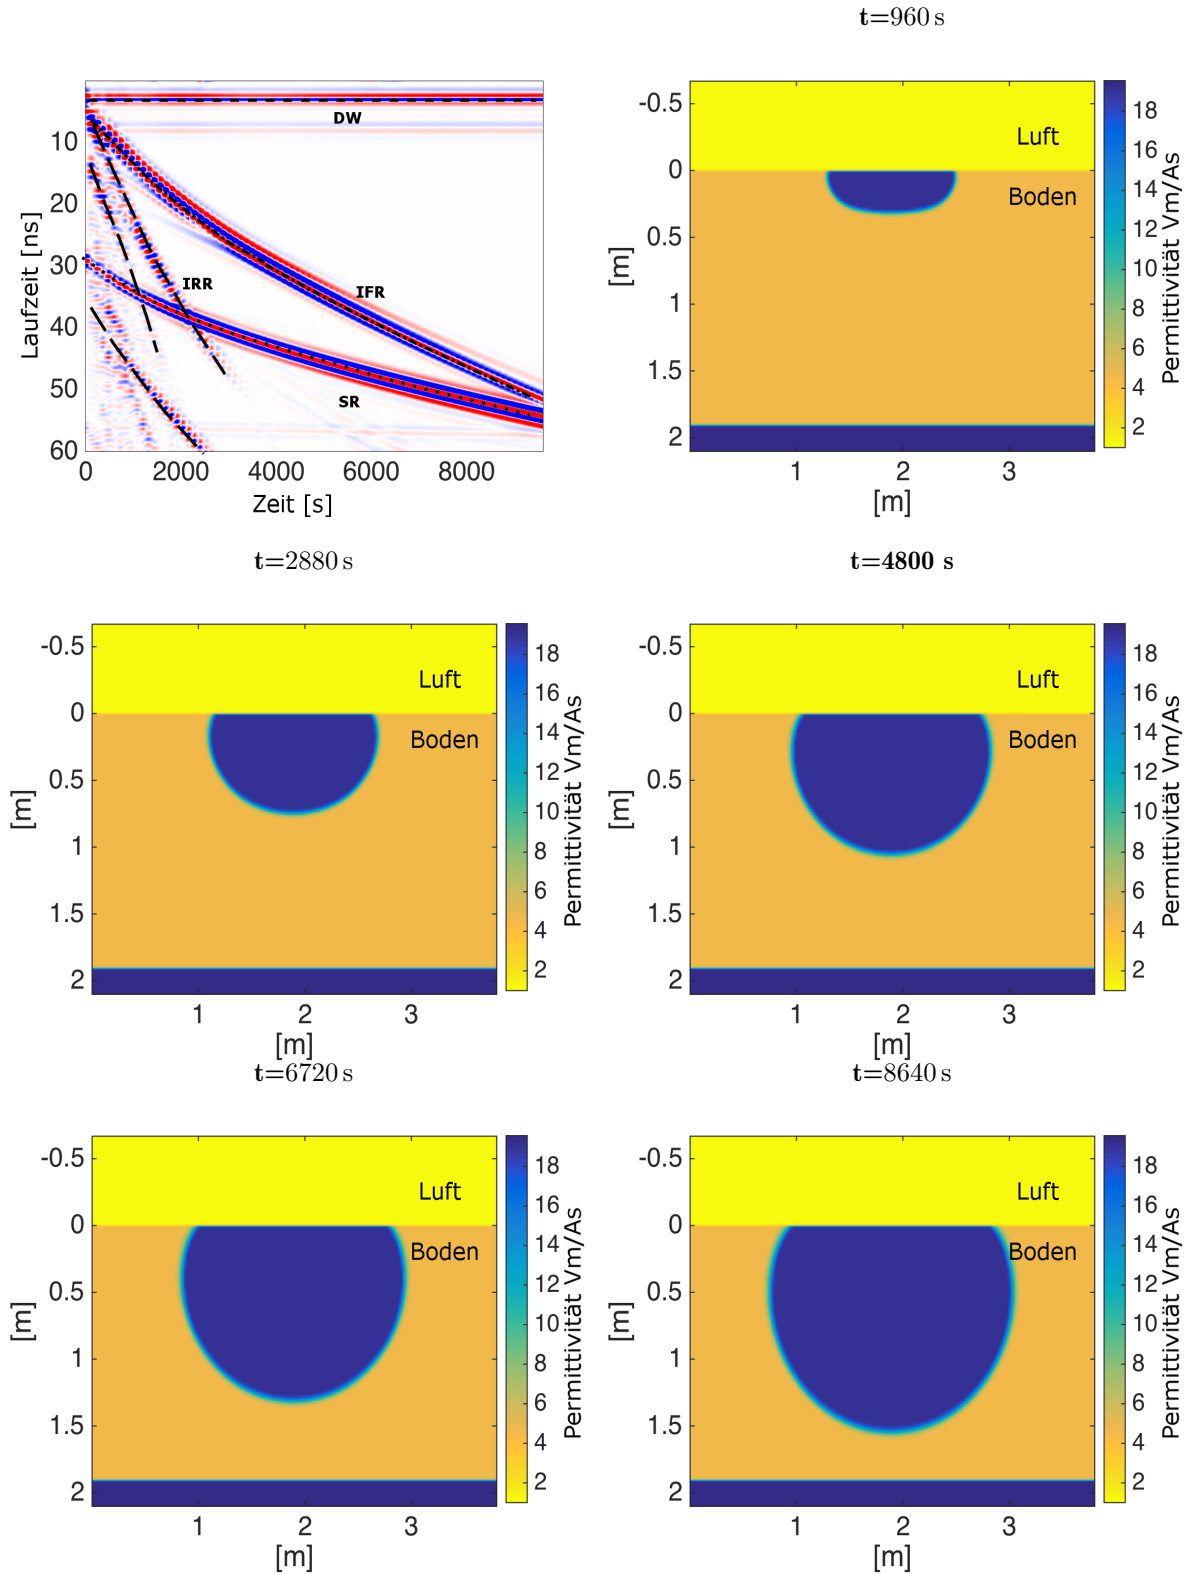 t=960 s
DW
IRR
IFR
SR
10
20
30
40
50
60
Laufzeit [ns]
0 2000 4000 6000 8000
Zeit [s]
Luft
Boden
-0.5
0
0.5
1
1.5
2
[m]
1 2 3
[m]
18
16
14
12
10
8
6
4
2
Permittivität Vm/As
t=2880 s
Luft
Boden
-0.5
0
0.5
1
1.5
2
[m]
1 2 3
[m]
18
16
14
12
10
8
6
4
2
Permittivität Vm/As
t=4800 s
Luft
Boden
-0.5
0
0.5
1
1.5
2
[m]
1 2 3
[m]
18
16
14
12
10
8
6
4
2
Permittivität Vm/As
t=6720 s
Luft
Boden
-0.5
0
0.5
1
1.5
2
[m]
1 2 3
[m]
18
16
14
12
10
8
6
4
2
Permittivität Vm/As
t=8640 s
Luft
Boden
-0.5
0
0.5
1
1.5
2
[m]
1 2 3
[m]
18
16
14
12
10
8
6
4
2
Permittivität Vm/As